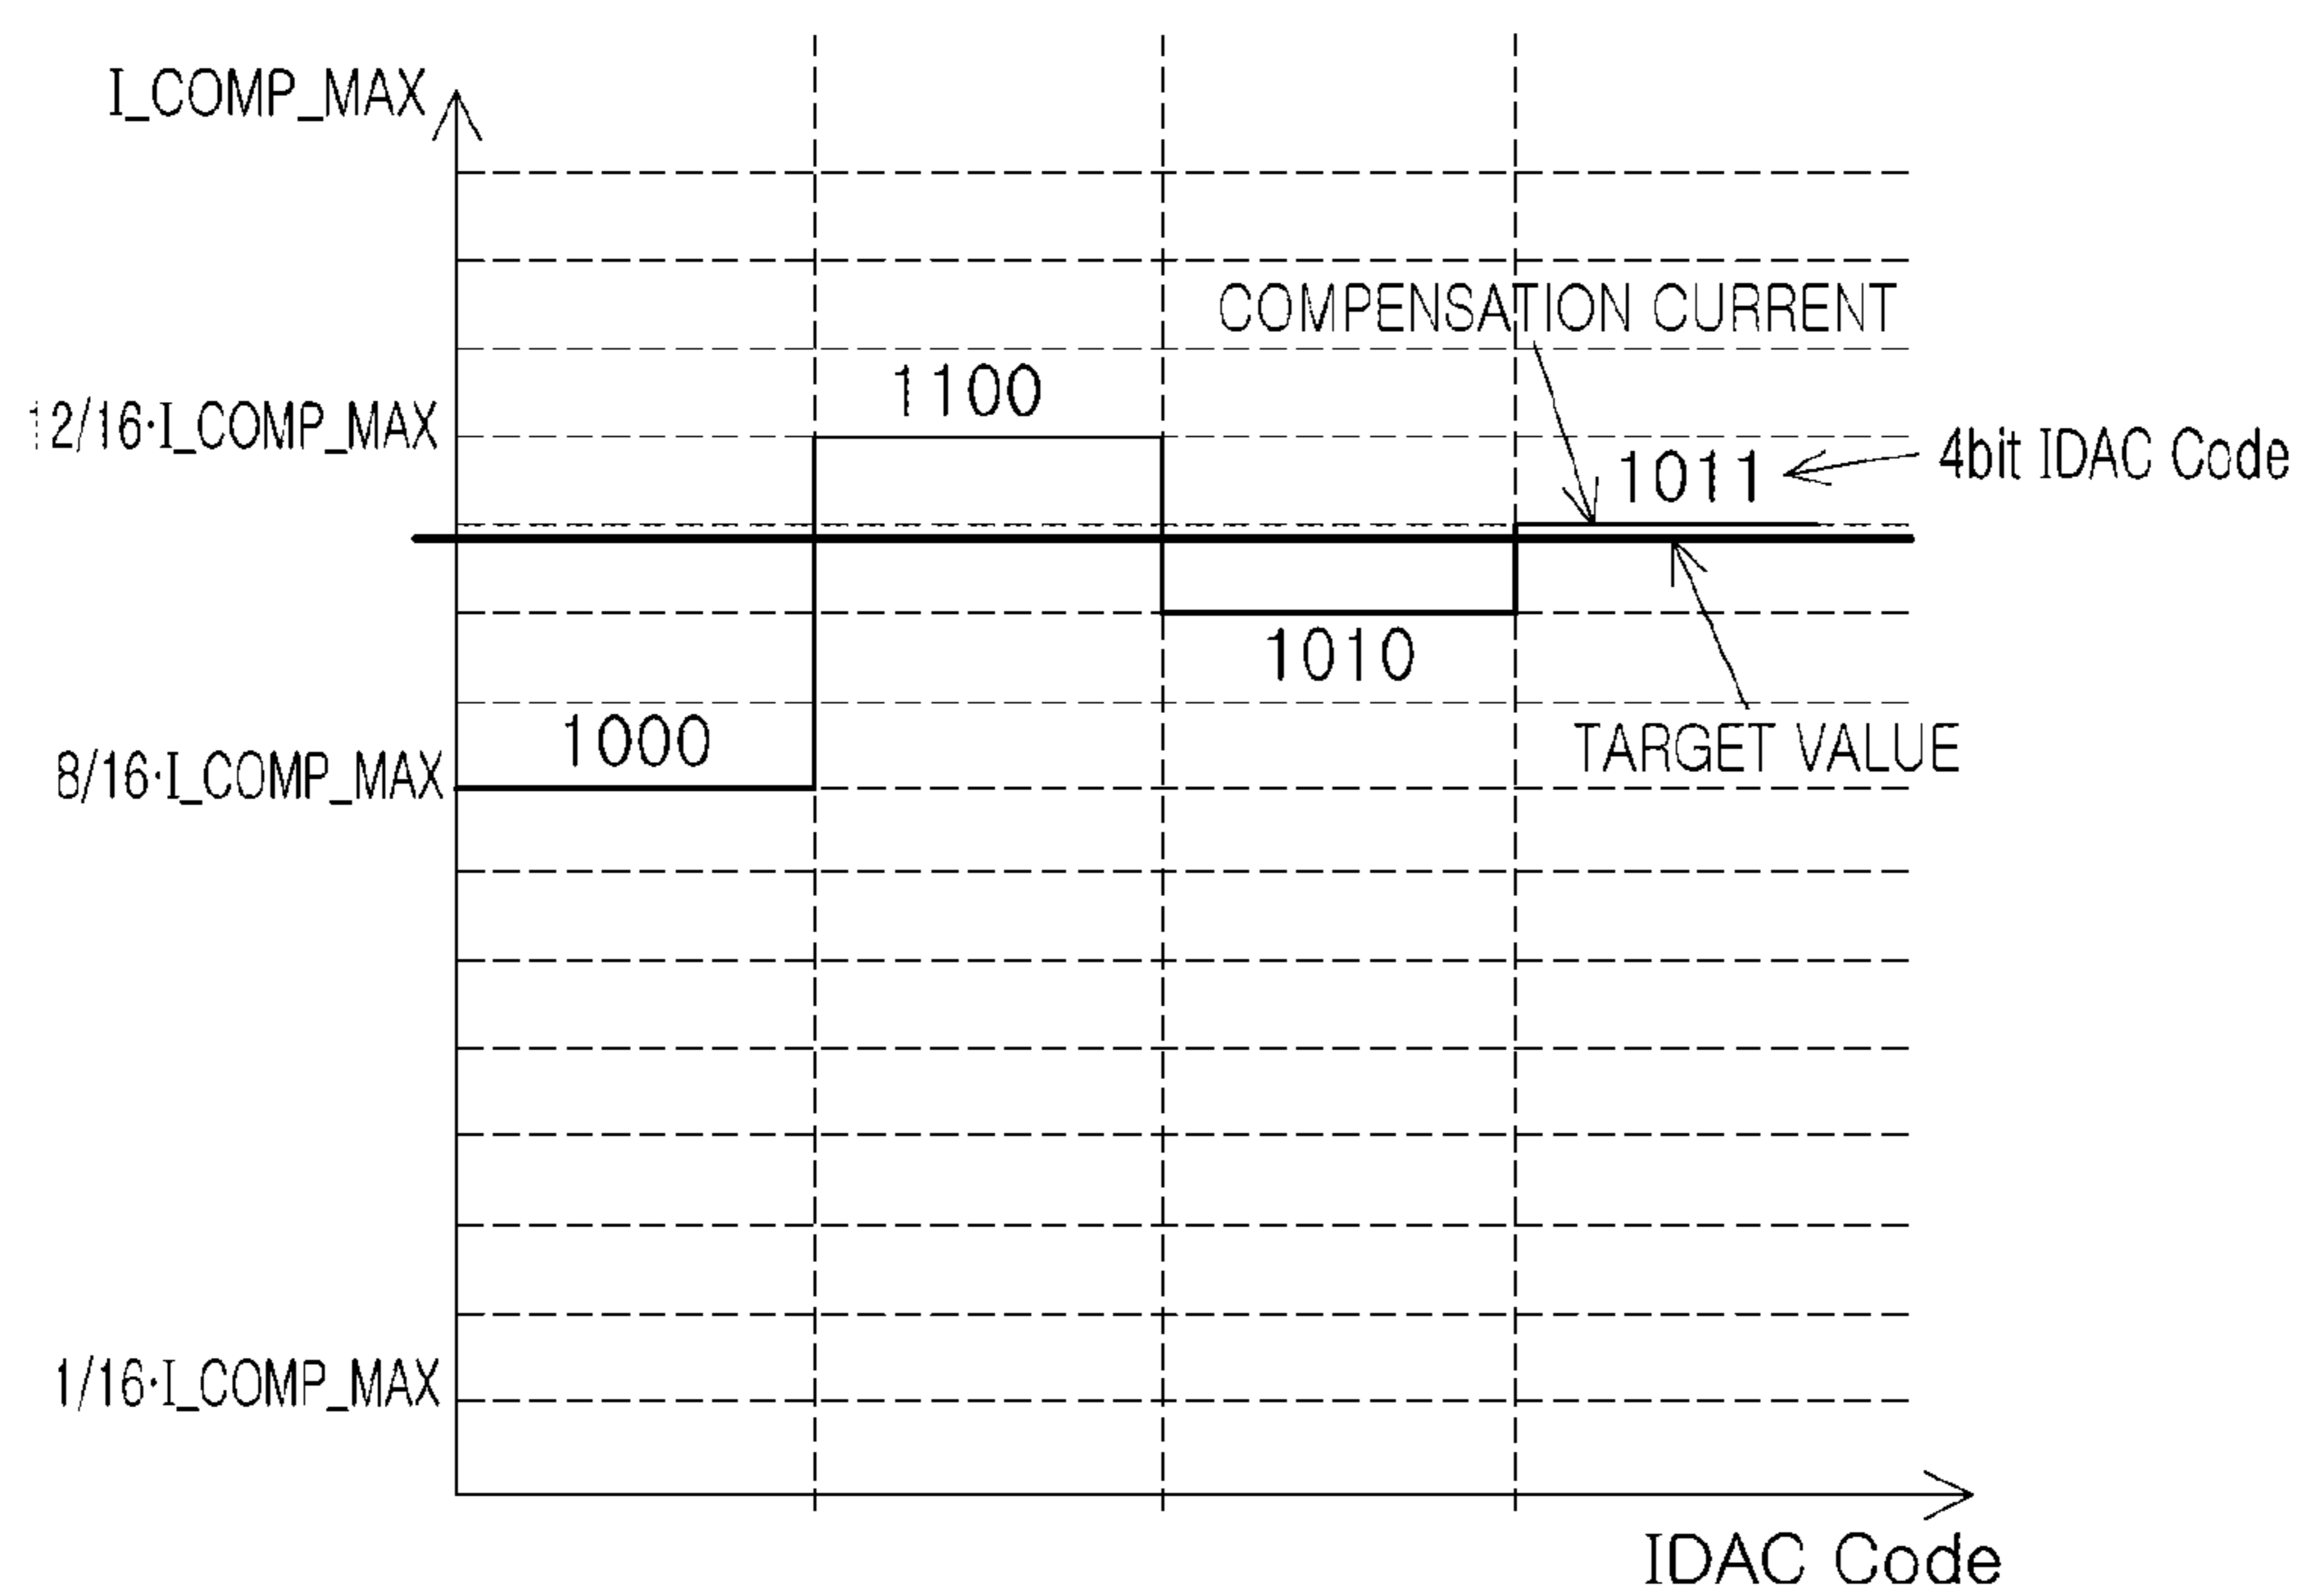 I_COMP_MAX
COMPENSATION CURRENT
1100
12/16·I_COMP_MAX
1011
4bit IDAC Code
1010
1000
TARGET VALUE
8/16·I_COMP_MAX
1/16·I_COMP_MAX
IDAC Code